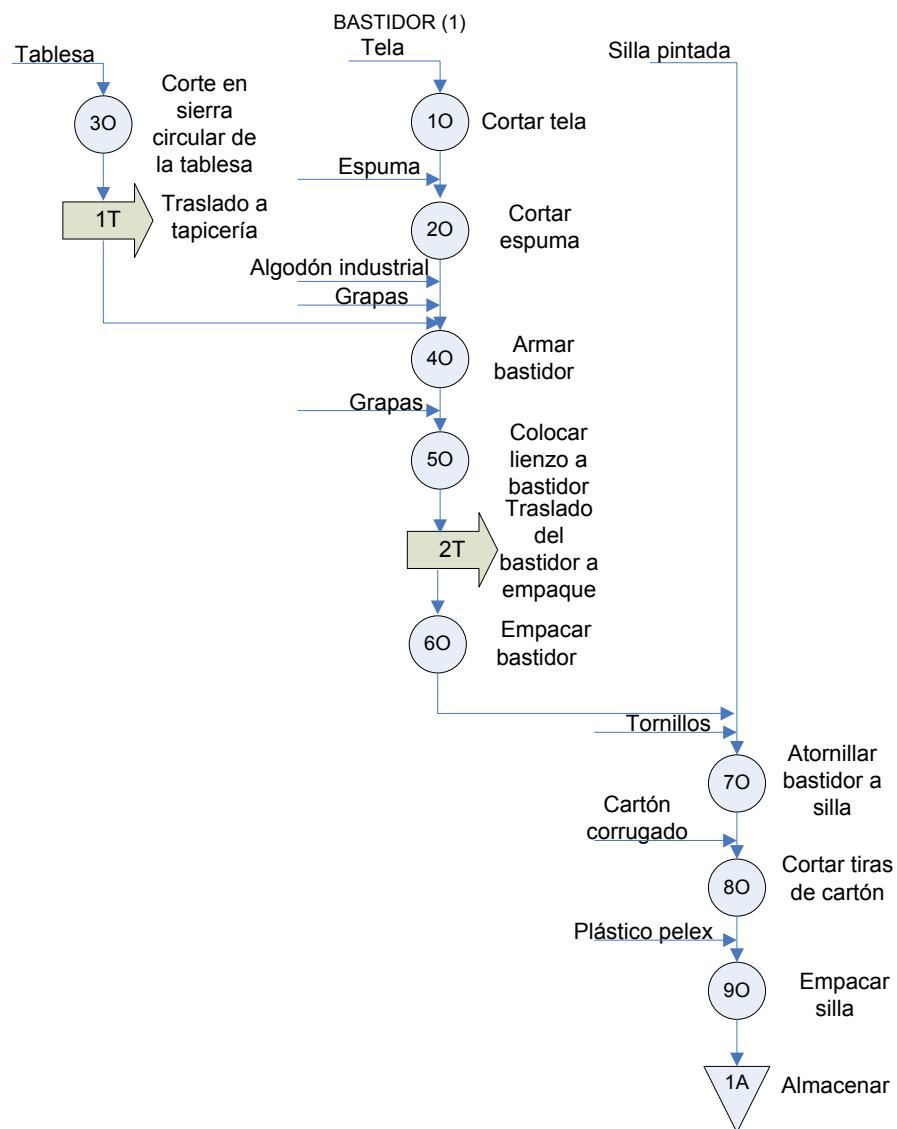 BASTIDOR (1)
Tablesa
Tela
Silla pintada
3O
Corte en
sierra
circular de
la tablesa
1O
Cortar tela
Espuma
1T
Traslado a
tapicería
2O
Cortar
espuma
Algodón industrial
Grapas
4O
Armar
bastidor
Grapas
5O
Colocar
lienzo a
bastidor
2T
Traslado
del
bastidor a
empaque
6O
Empacar
bastidor
Tornillos
7O
Atornillar
bastidor a
silla
Cartón
corrugado
8O
Cortar tiras
de cartón
Plástico pelex
9O
Empacar
silla
1A
Almacenar